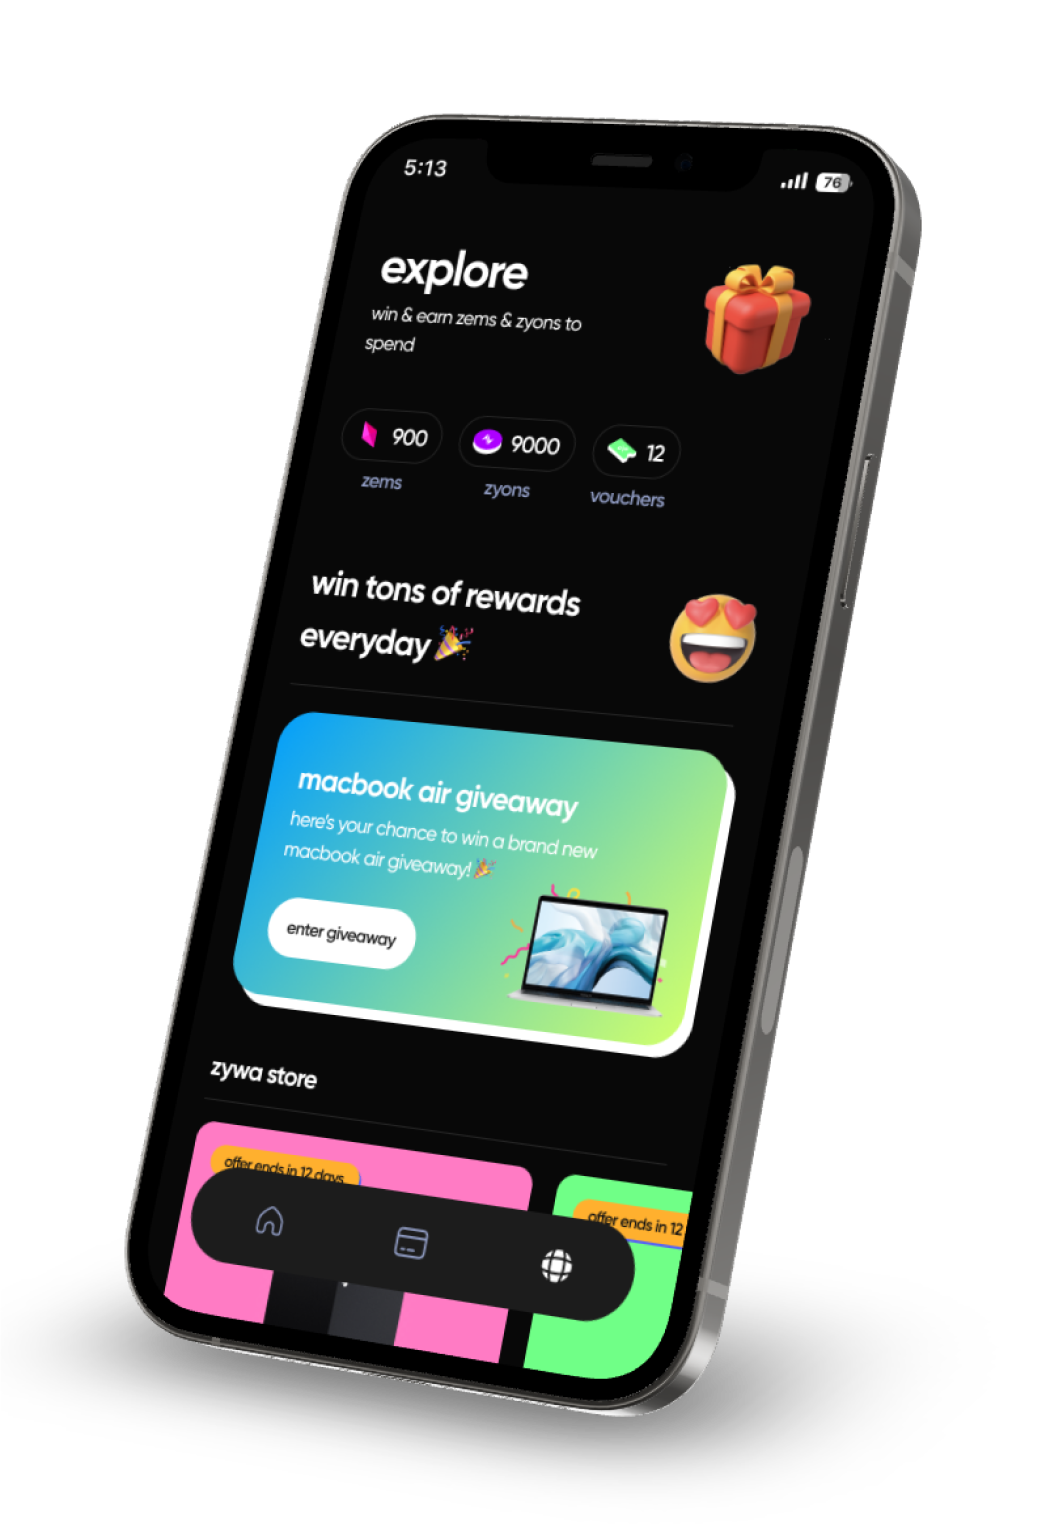 5:13
76
explore
win & earn zems & zyons to
spend
900
9000
12
zems
zyons
vouchers
win tons of rewards
everyday 🎉
macbook air giveaway
here's your chance to win a brand new
macbook air giveaway! 🎉
enter giveaway
zywa store
offer ends in 12 days
offer ends in 12